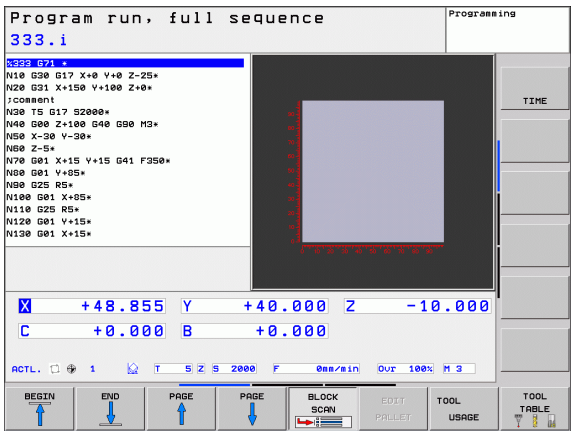 Program run, full sequence
Programming
333.i
%333 G71 *
N10 G30 G17 X+0 Y+0 Z-25*
N20 G31 X+150 Y+100 Z+0*
;comment
N30 T5 G17 S2000*
N40 G00 Z+100 G40 G90 M3*
N50 X-30 Y-30*
N60 Z-5*
N70 G01 X+15 Y+15 G41 F350*
N80 G01 Y+85*
N90 G25 R5*
N100 G01 X+85*
N110 G25 R5*
N120 G01 Y+15*
N130 G01 X+15*
TIME
X +48.855 Y +40.000 Z -10.000
C +0.000 B +0.000
ACTL. 1 T 5 Z S 2000 F 0mm/min Ovr 100% M 3
BEGIN
END
PAGE
PAGE
BLOCK
SCAN
EDIT
PALLET
TOOL
USAGE
TOOL
TABLE